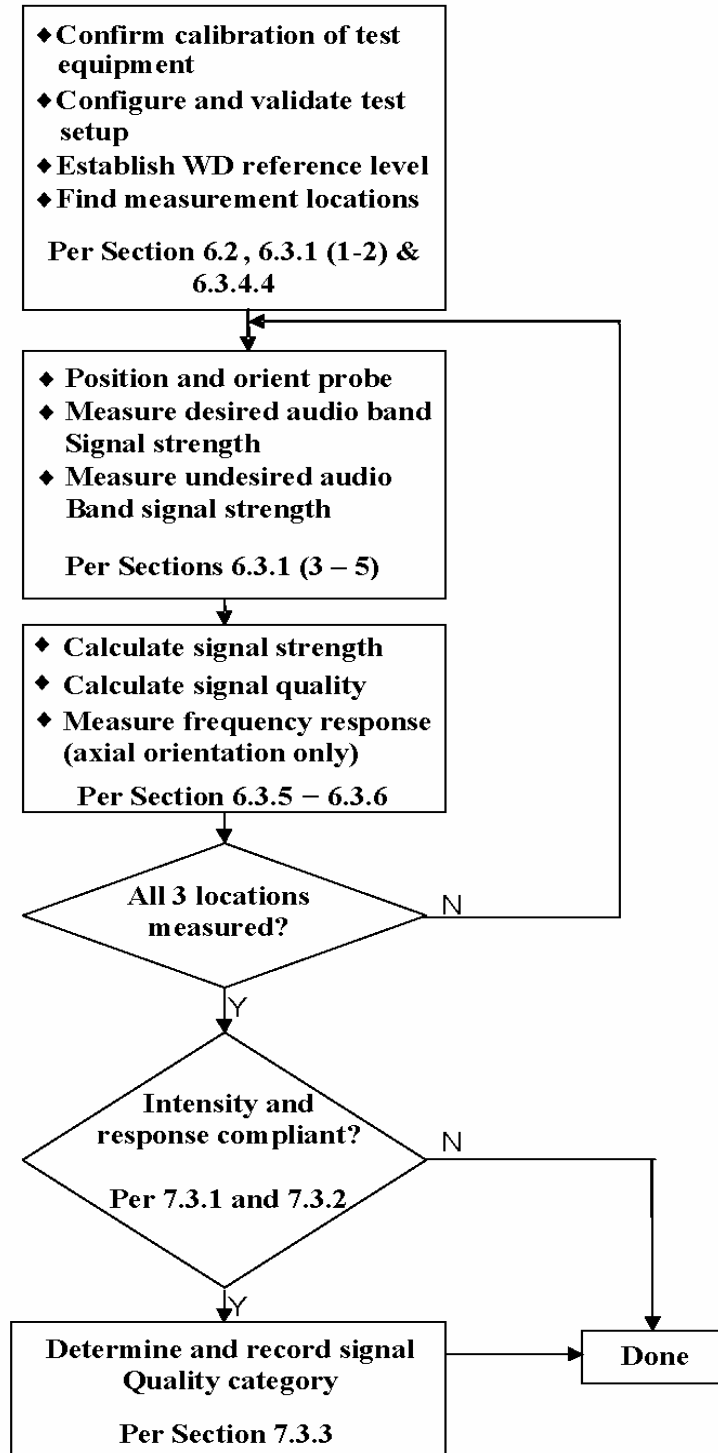 ◆Confirm calibration of test
equipment
◆Configure and validate test
setup
◆Establish WD reference level
◆Find measurement locations
Per Section 6.2, 6.3.1 (1-2) &
6.3.4.4
◆ Position and orient probe
◆ Measure desired audio band
Signal strength
◆ Measure undesired audio
Band signal strength
Per Sections 6.3.1 (3 – 5)
◆ Calculate signal strength
◆ Calculate signal quality
◆ Measure frequency response
(axial orientation only)
Per Section 6.3.5 – 6.3.6
All 3 locations
measured?
N
Y
Intensity and
response compliant?
N
Per 7.3.1 and 7.3.2
Y
Determine and record signal
Quality category
Per Section 7.3.3
Done